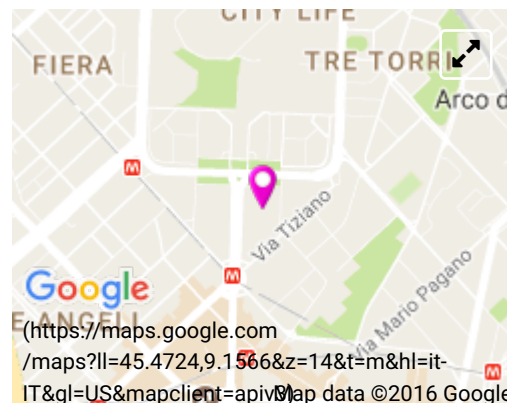 CITY LIFE
FIERA
TRE TORRI
Arco d
M
Via Tiziano
M
Google
E ANGELI
Via Mario Pagano
(https://maps.google.com
/maps?ll=45.4724,9.1566&z=14&t=m&hl=it-
M
M
IT&gl=US&mapclient=apiv3)
Map data ©2016 Google